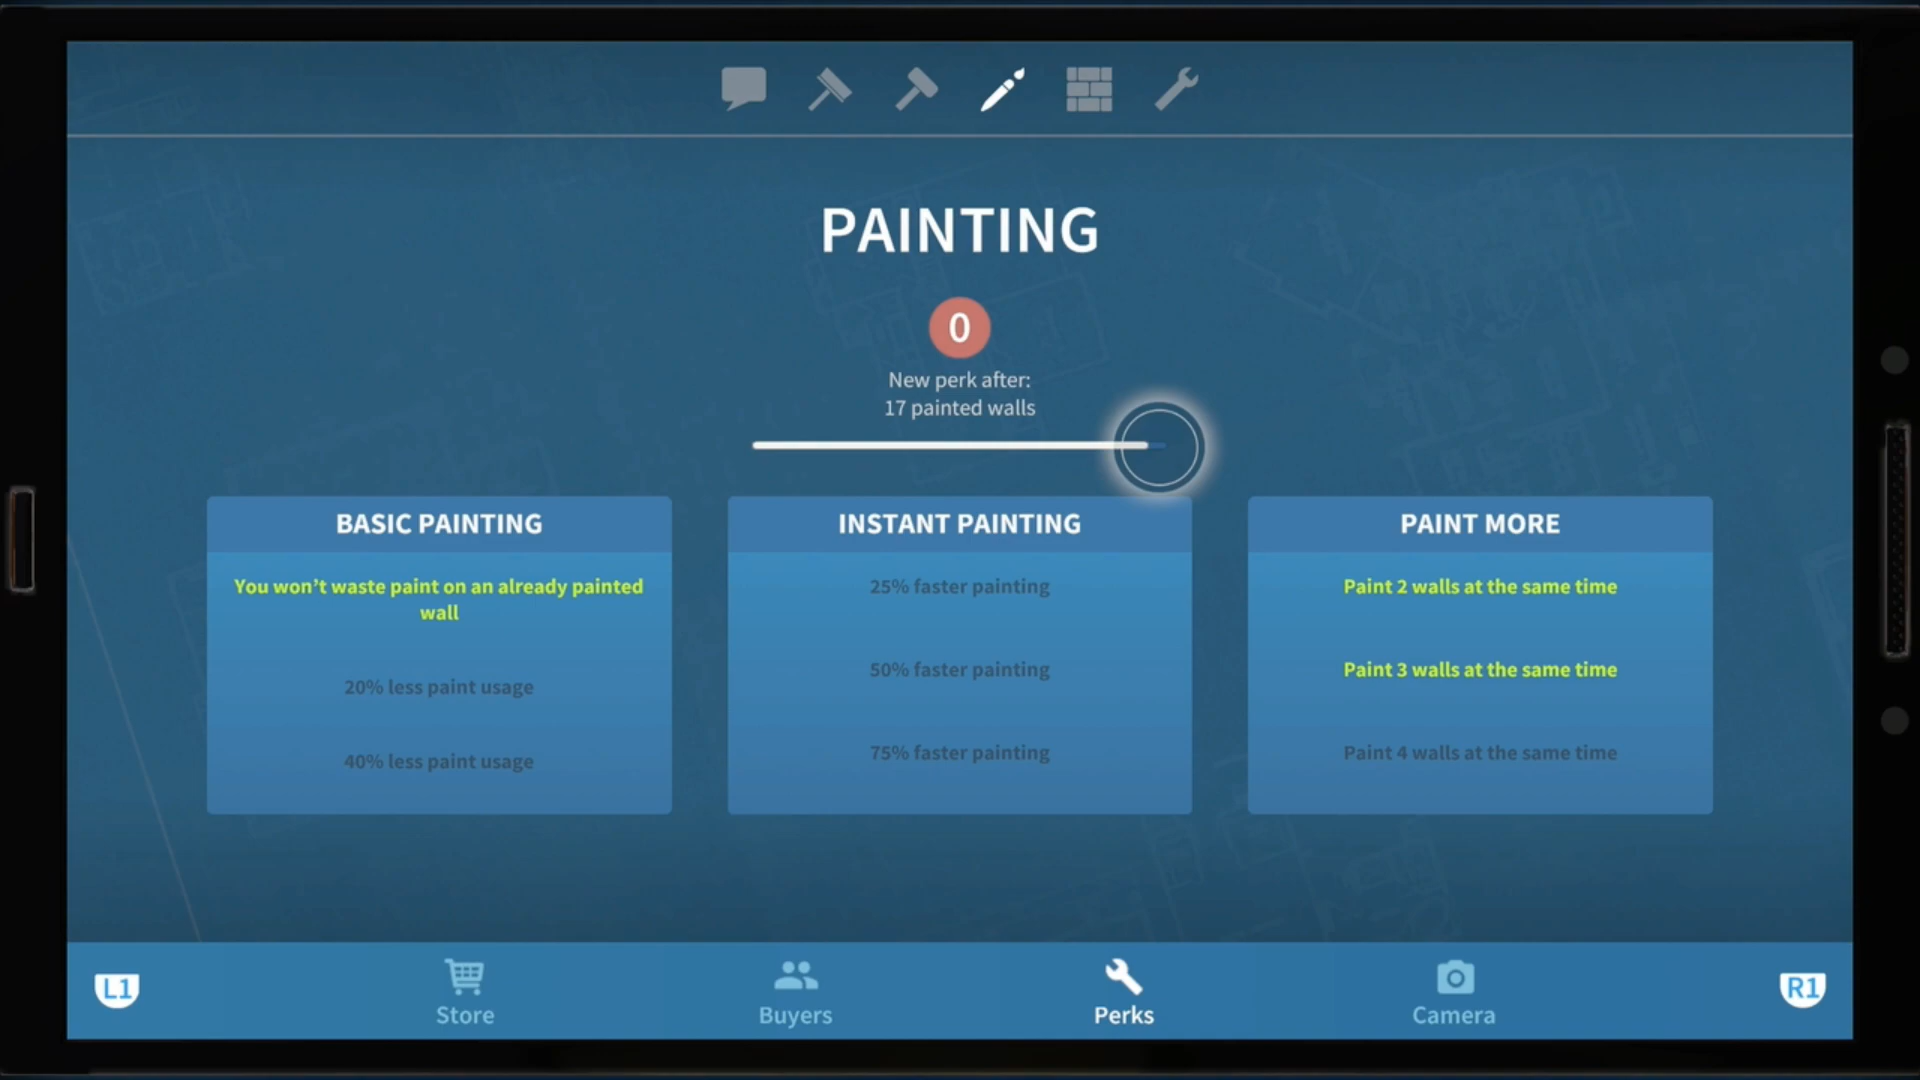 PAINTING
0
New perk after:
17 painted walls
BASIC PAINTING
You won't waste paint on an already painted
wall
20% less paint usage
40% less paint usage
INSTANT PAINTING
25% faster painting
50% faster painting
75% faster painting
PAINT MORE
Paint 2 walls at the same time
Paint 3 walls at the same time
Paint 4 walls at the same time
L1
Store
Buyers
Perks
Camera
R1